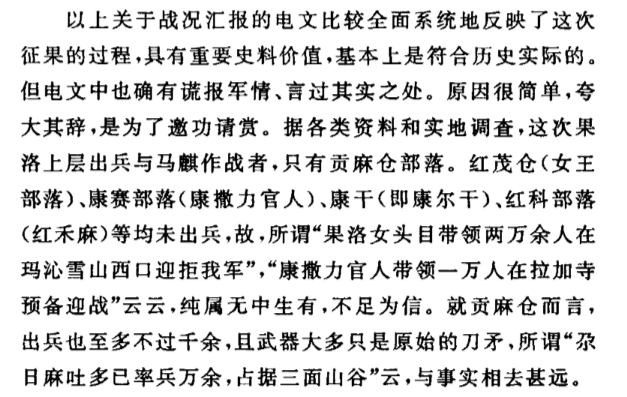 以上关于战况汇报的电文比较全面系统地反映了这次
征果的过程,具有重要史料价值,基本上是符合历史实际的。
但电文中也确有谎报军情、言过其实之处。原因很简单,夸
大其辞,是为了邀功请赏。据各类资料和实地调查,这次果
洛上层出兵与马麒作战者,只有贡麻仓部落。红茂仓(女王
部落)、康赛部落(康撒力官人)、康干(即康尔干)、红科部落
(红禾麻)等均未出兵,故,所谓“果洛女头目带领两万余人在
玛沁雪山西口迎拒我军”,“康撒力官人带领一万人在拉加寺
预备迎战”云云,纯属无中生有,不足为信。就贡麻仓而言,
出兵也至多不过千余,且武器大多只是原始的刀矛,所谓“尕
日麻吐多已率兵万余,占据三面山谷”云,与事实相去甚远。